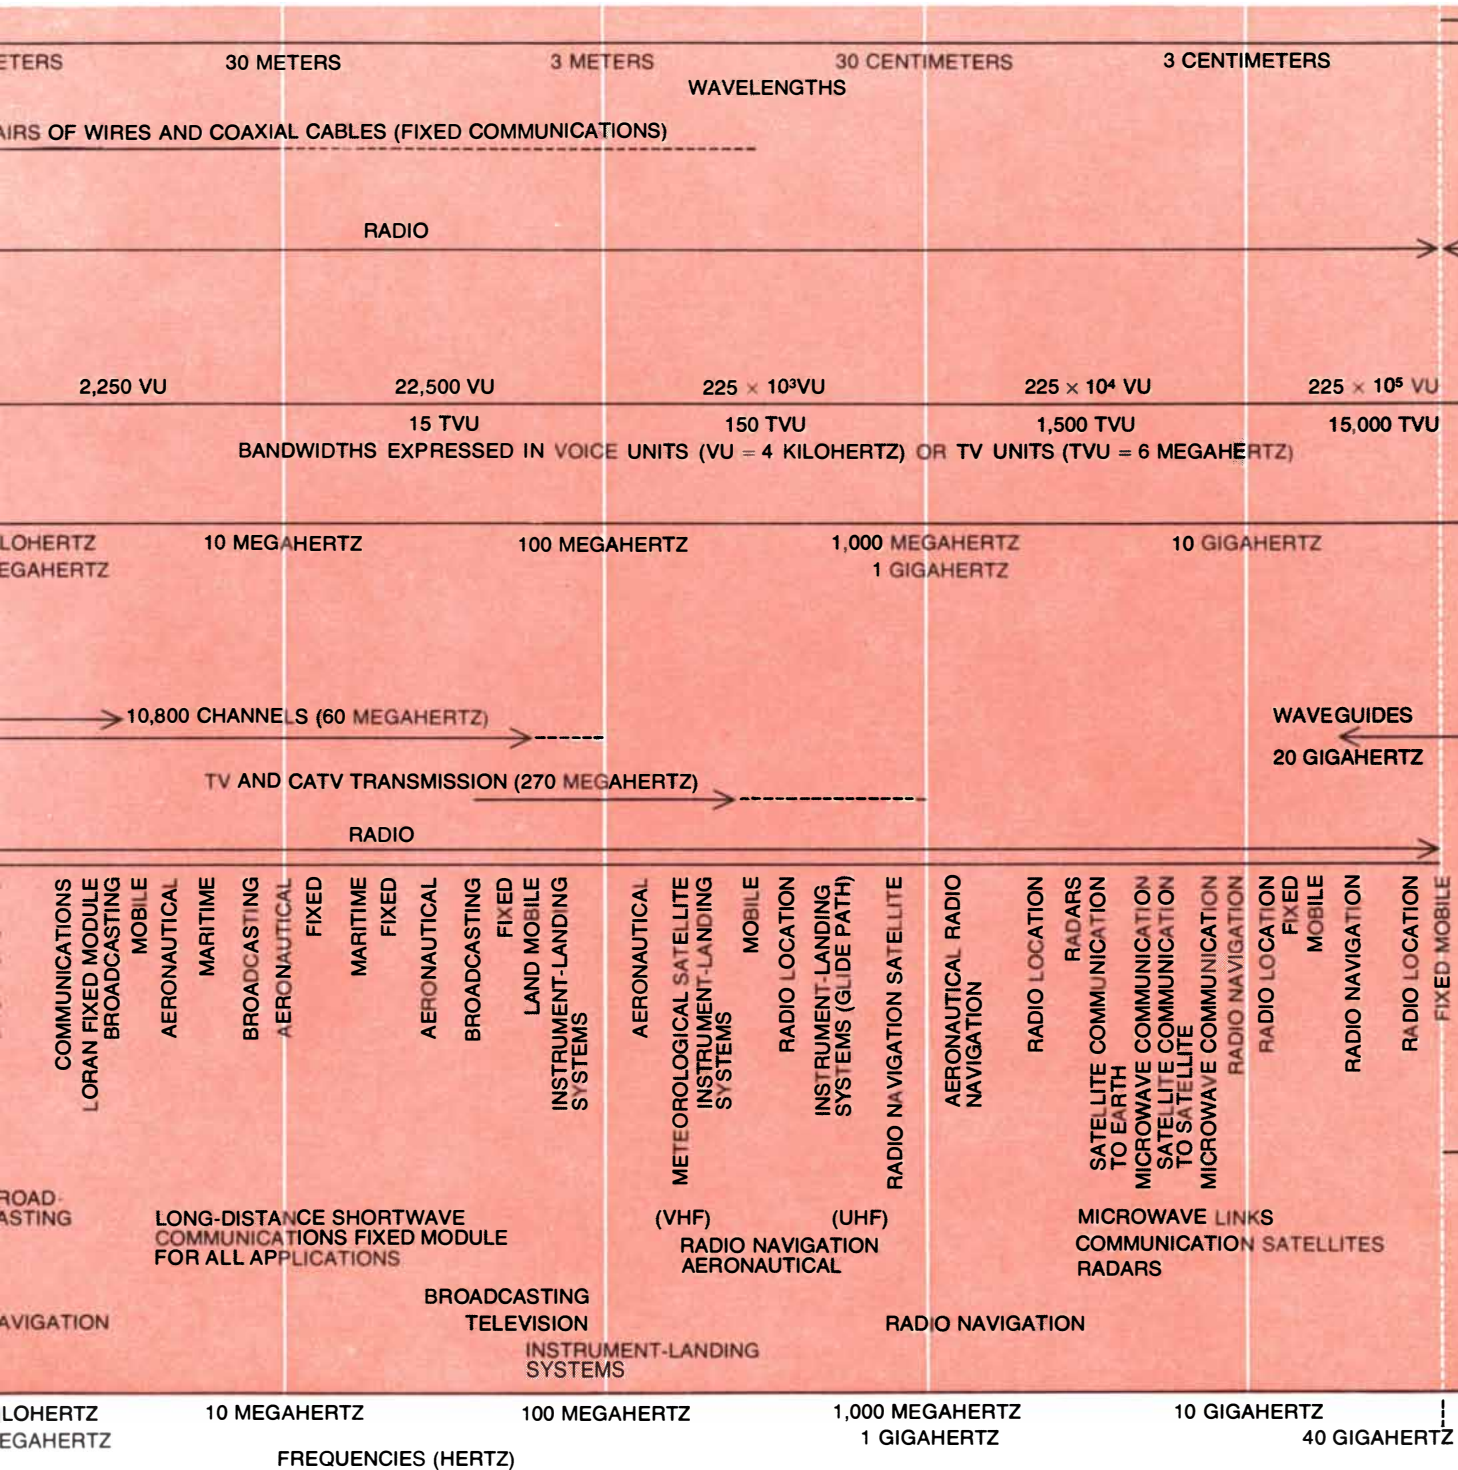 ETERS 30 METERS 3 METERS 30 CENTIMETERS 3 CENTIMETERS
WAVELENGTHS
AIRS OF WIRES AND COAXIAL CABLES (FIXED COMMUNICATIONS)
RADIO
2,250 VU 22,500 VU 225 × 10³VU 225 × 10⁴ VU 225 × 10⁵ VU
15 TVU 150 TVU 1,500 TVU 15,000 TVU
BANDWIDTHS EXPRESSED IN VOICE UNITS (VU = 4 KILOHERTZ) OR TV UNITS (TVU = 6 MEGAHERTZ)
LOHERTZ 10 MEGAHERTZ 100 MEGAHERTZ 1,000 MEGAHERTZ 10 GIGAHERTZ
EGAHERTZ 1 GIGAHERTZ
10,800 CHANNELS (60 MEGAHERTZ) WAVEGUIDES
20 GIGAHERTZ
TV AND CATV TRANSMISSION (270 MEGAHERTZ)
RADIO
COMMUNICATIONS
LORAN FIXED MODULE
BROADCASTING
MOBILE
AERONAUTICAL
MARITIME
BROADCASTING
AERONAUTICAL
FIXED
MARITIME
FIXED
AERONAUTICAL
BROADCASTING
FIXED
LAND MOBILE
INSTRUMENT-LANDING
SYSTEMS
AERONAUTICAL
METEOROLOGICAL SATELLITE
INSTRUMENT-LANDING
SYSTEMS
MOBILE
RADIO LOCATION
INSTRUMENT-LANDING
SYSTEMS (GLIDE PATH)
RADIO NAVIGATION SATELLITE
AERONAUTICAL RADIO
NAVIGATION
RADIO LOCATION
RADARS
SATELLITE COMMUNICATION
TO EARTH
MICROWAVE COMMUNICATION
SATELLITE COMMUNICATION
TO SATELLITE
MICROWAVE COMMUNICATION
RADIO NAVIGATION
RADIO LOCATION
FIXED
MOBILE
RADIO NAVIGATION
RADIO LOCATION
FIXED MOBILE
ROAD-
ASTING
LONG-DISTANCE SHORTWAVE
COMMUNICATIONS FIXED MODULE
FOR ALL APPLICATIONS
(VHF) (UHF)
RADIO NAVIGATION
AERONAUTICAL
MICROWAVE LINKS
COMMUNICATION SATELLITES
RADARS
BROADCASTING
AVIGATION TELEVISION RADIO NAVIGATION
INSTRUMENT-LANDING
SYSTEMS
LOHERTZ 10 MEGAHERTZ 100 MEGAHERTZ 1,000 MEGAHERTZ 10 GIGAHERTZ
EGAHERTZ 1 GIGAHERTZ 40 GIGAHERTZ
FREQUENCIES (HERTZ)